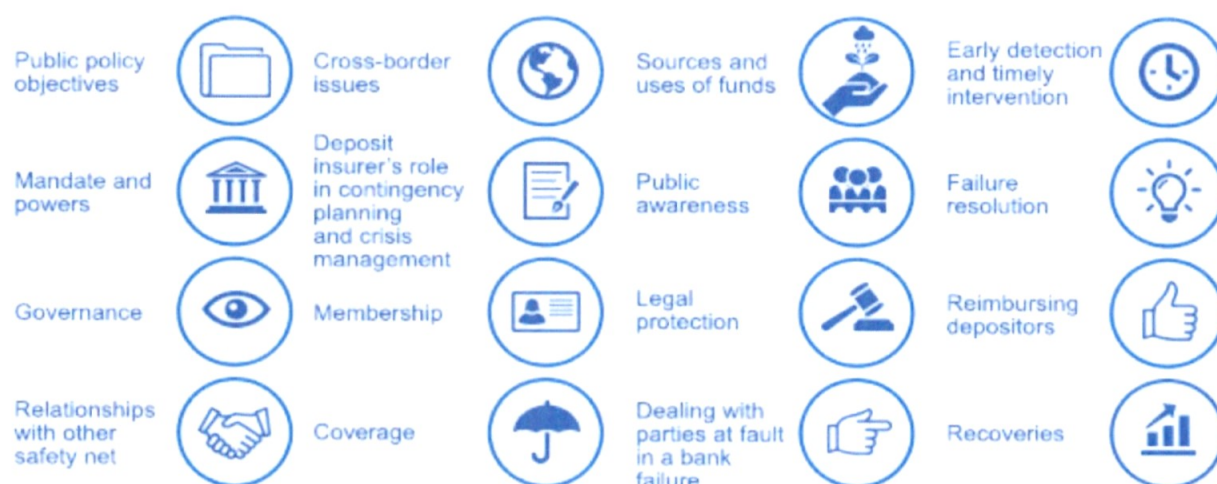 Public policy
objectives
Cross-border
issues
Sources and
uses of funds
Early detection
and timely
intervention
Mandate and
powers
Deposit
insurer's role
in contingency
planning
and crisis
management
Public
awareness
Failure
resolution
Governance
Membership
Legal
protection
Reimbursing
depositors
Relationships
with other
safety net
Coverage
Dealing with
parties at fault
in a bank
failure
Recoveries